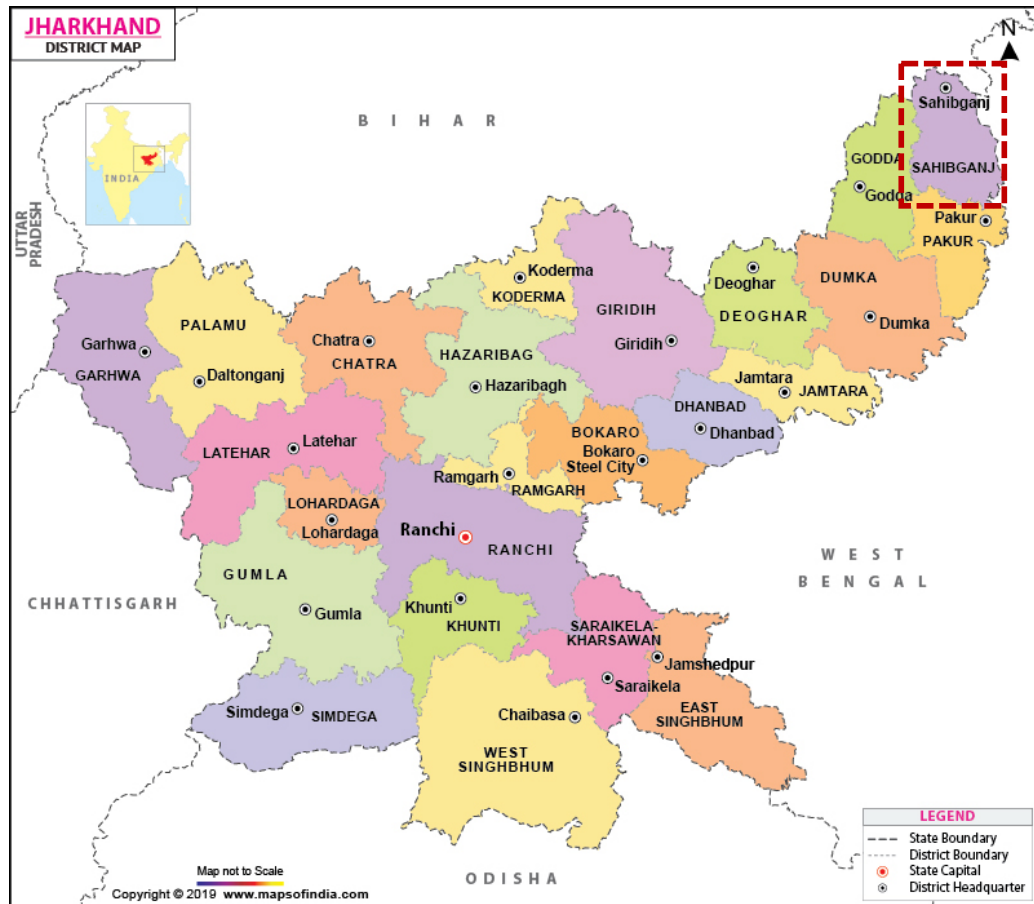 JHARKHAND
DISTRICT MAP
N
BIHAR
INDIA
UTTAR
PRADESH
Sahibganj
SAHIBGANJ
GODDA
Godda
Pakur
PAKUR
Koderma
KODERMA
Deoghar
DEOGHAR
DUMKA
Dumka
GIRIDIH
Giridih
PALAMU
Daltonganj
Garhwa
GARHWA
Chatra
CHATRA
HAZARIBAG
Hazaribagh
Jamtara
JAMTARA
DHANBAD
Dhanbad
BOKARO
Bokaro
Steel City
LATEHAR
Latehar
Ramgarh
RAMGARH
LOHARDAGA
Lohardaga
Ranchi
RANCHI
WEST
BENGAL
GUMLA
Gumla
CHHATTISGARH
Khunti
KHUNTI
SARAIKELA-
KHARSAWAN
Jamshedpur
Saraikela
EAST
SINGHBHUM
Simdega
SIMDEGA
Chaibasa
WEST
SINGHBHUM
ODISHA
LEGEND
State Boundary
District Boundary
State Capital
District Headquarter
Map not to Scale
Copyright © 2019 www.mapsofindia.com